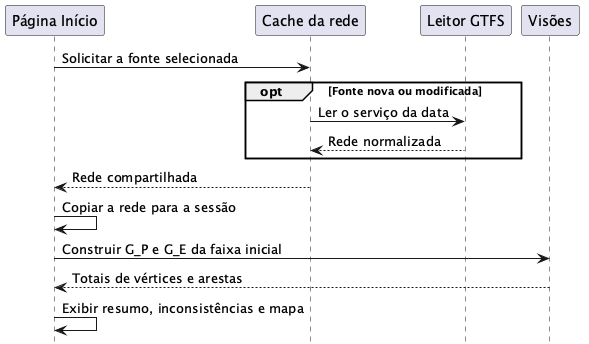 Página Início
Cache da rede
Leitor GTFS
Visões
Solicitar a fonte selecionada
opt
[Fonte nova ou modificada]
Ler o serviço da data
Rede normalizada
Rede compartilhada
Copiar a rede para a sessão
Construir G_P e G_E da faixa inicial
Totais de vértices e arestas
Exibir resumo, inconsistências e mapa